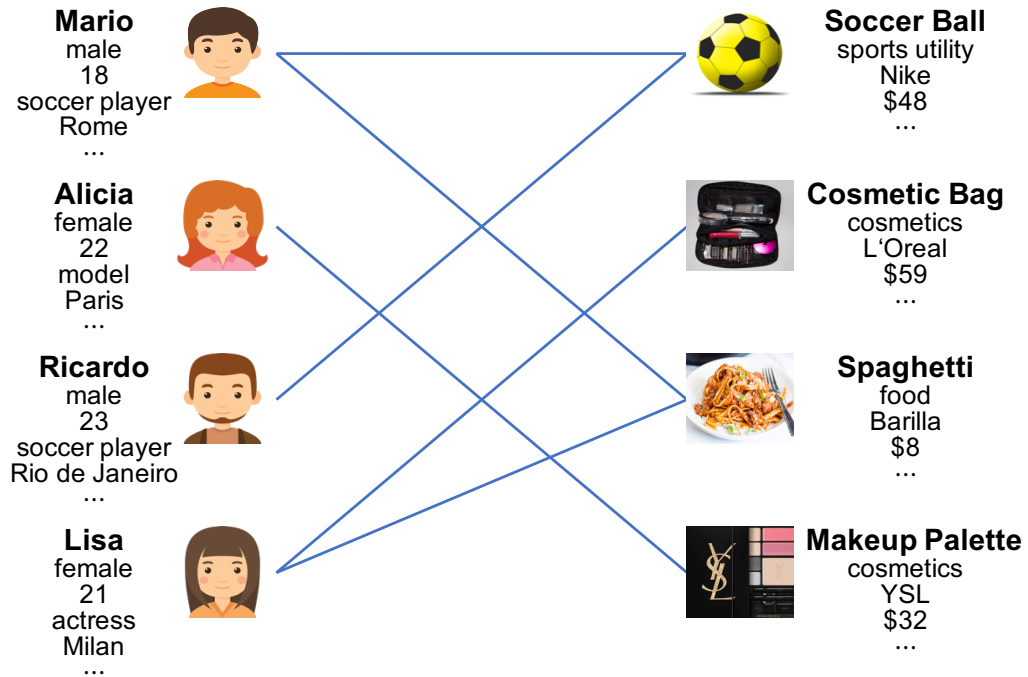 Mario
male
18
soccer player
Rome
...
Soccer Ball
sports utility
Nike
$48
...
Alicia
female
22
model
Paris
...
Cosmetic Bag
cosmetics
L‘Oreal
$59
...
Ricardo
male
23
soccer player
Rio de Janeiro
...
Spaghetti
food
Barilla
$8
...
Lisa
female
21
actress
Milan
...
YSL
Makeup Palette
cosmetics
YSL
$32
...